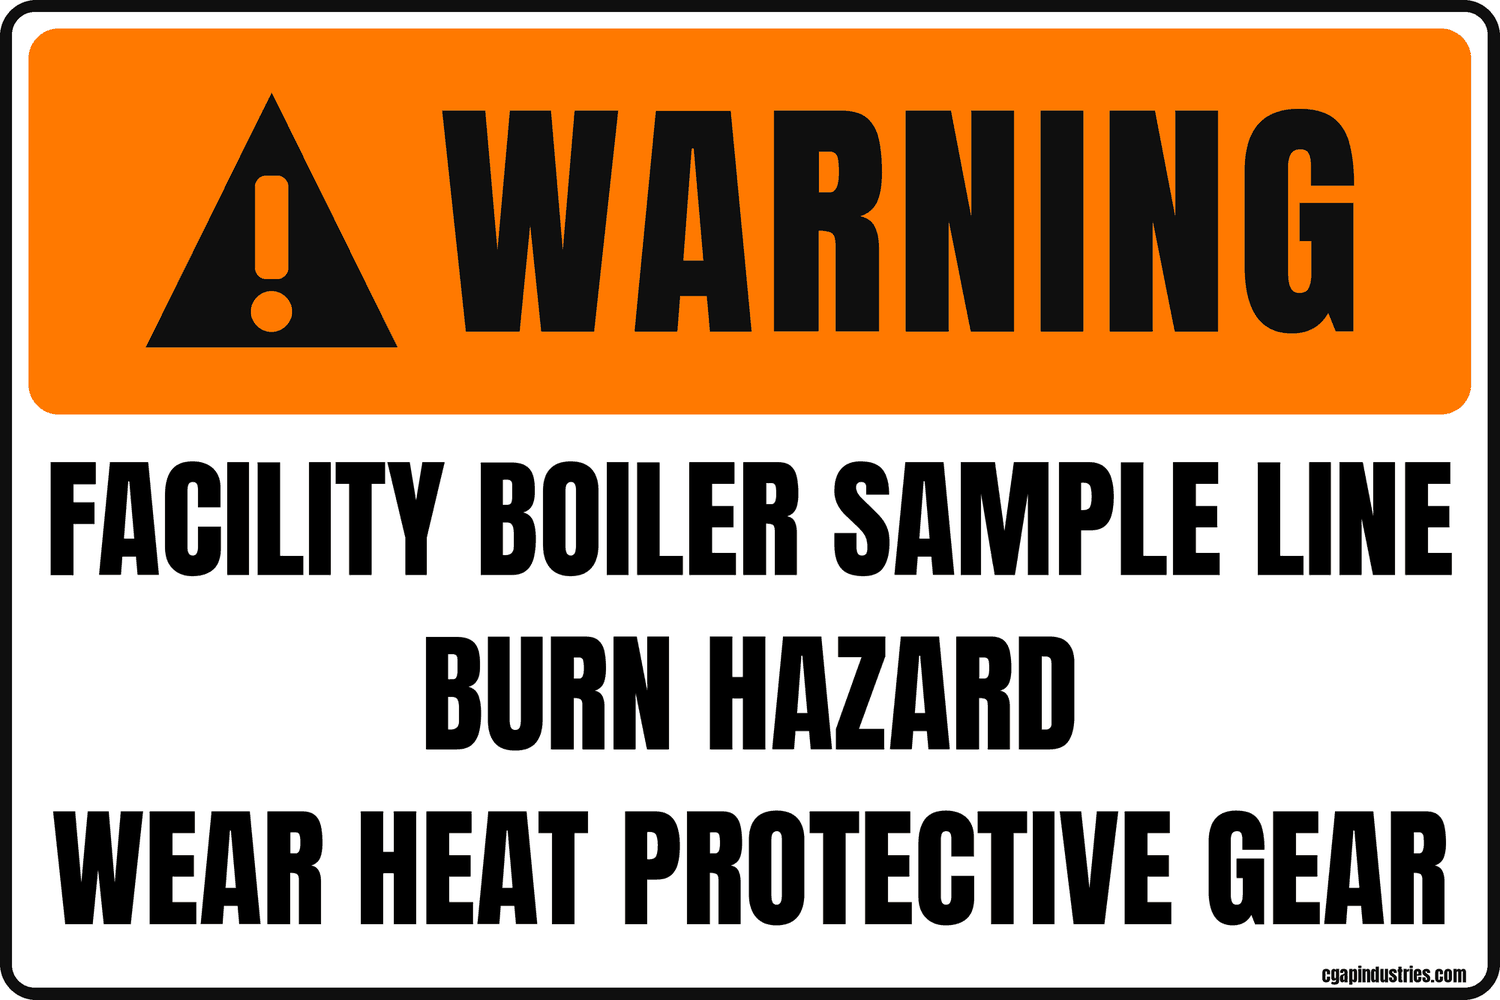 WARNING
FACILITY BOILER SAMPLE LINE
BURN HAZARD
WEAR HEAT PROTECTIVE GEAR
cgapindustries.com